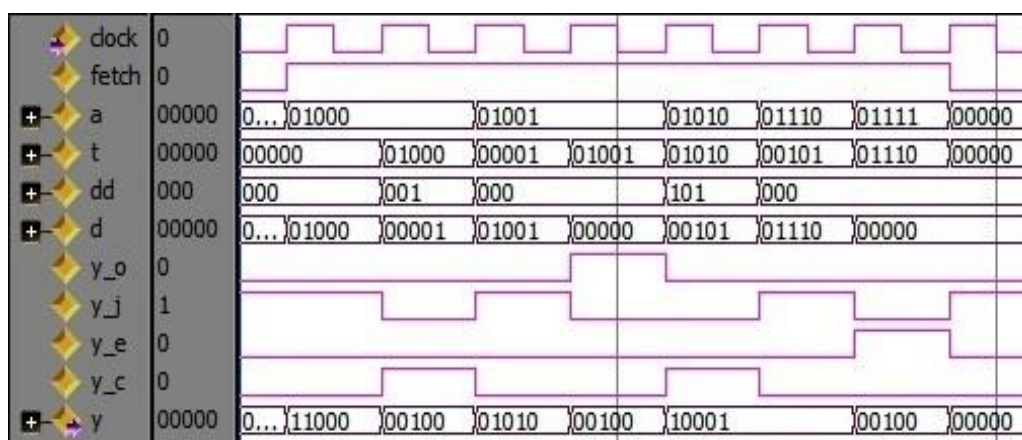 clock 0
fetch 0
a 00000 0... 01000 01001 01010 01110 01111 00000
t 00000 00000 01000 00001 01001 01010 00101 01110 00000
dd 000 000 001 000 101 000
d 00000 0... 01000 00001 01001 00000 00101 01110 00000
y_o 0
y_j 1
y_e 0
y_c 0
y 00000 0... 11000 00100 01010 00100 10001 00100 00000